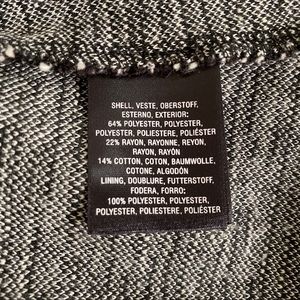 SHELL, VESTE, OBERSTOFF,
ESTERNO, EXTERIOR:
64% POLYESTER, POLYESTER,
POLYESTER, POLIESTERE, POLIÉSTER
22% RAYON, RAYONNE, REYON,
RAYON, RAYÓN
14% COTTON, COTON, BAUMWOLLE,
COTONE, ALGODÓN
LINING, DOUBLURE, FUTTERSTOFF,
FODERA, FORRO:
100% POLYESTER, POLYESTER,
POLYESTER, POLIESTERE, POLIÉSTER